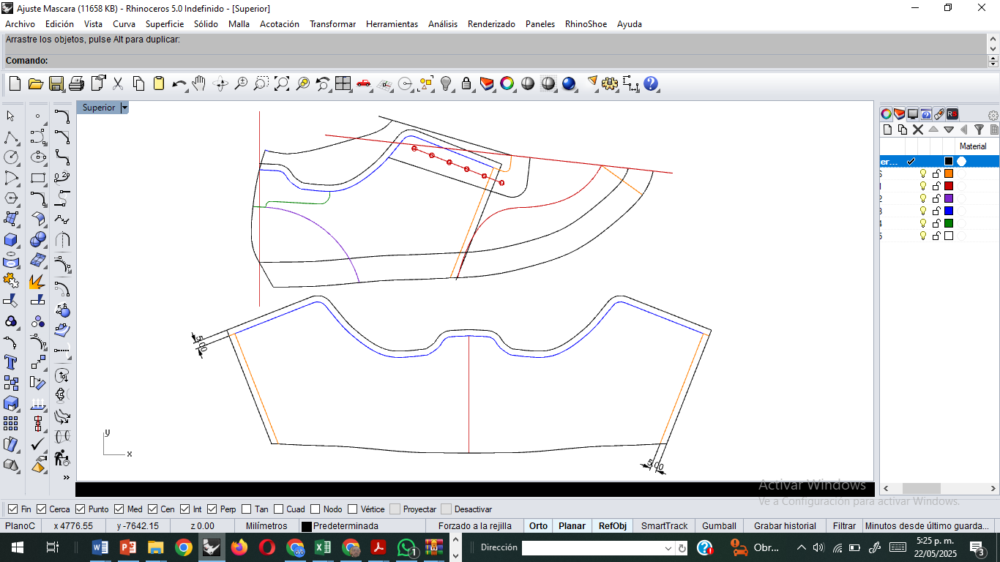 Ajuste Mascara (11658 KB) - Rhinoceros 5.0 Indefinido - [Superior]
Archivo Edición Vista Curva Superficie Sólido Malla Acotación Transformar Herramientas Análisis Renderizado Paneles RhinoShoe Ayuda
Arrastre los objetos, pulse Alt para duplicar:
Comando:
Superior
Material
er...
5.00
5.00
y
x
Activar Windows
Ve a Configuración para activar Windows.
Fin Cerca Punto Med Cen Int Perp Tan Cuad Nodo Vértice Proyectar Desactivar
PlanoC x 4776.55 y -7642.15 z 0.00 Milímetros Predeterminada Forzado a la rejilla Orto Planar RefObj SmartTrack Gumball Grabar historial Filtrar Minutos desde último guarda...
Dirección
1
Obr...
5:25 p. m.
22/05/2025
3